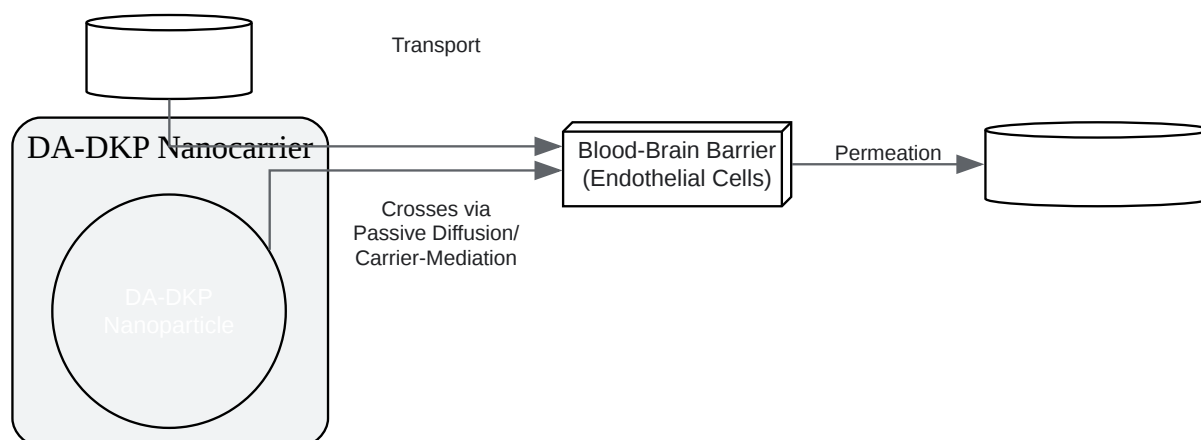 Transport
DA-DKP Nanocarrier
Blood-Brain Barrier
(Endothelial Cells)
Permeation
Crosses via
Passive Diffusion/
Carrier-Mediation
DA-DKP
Nanoparticle